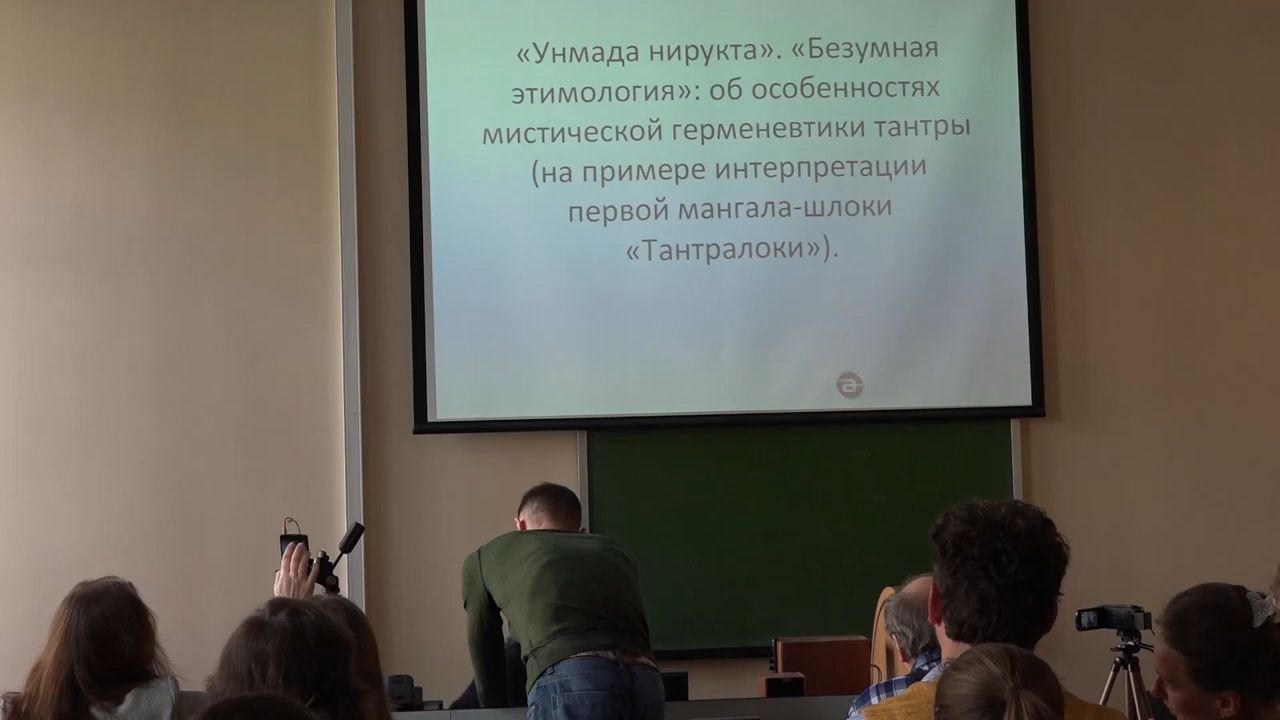 «Унмада нирукта». «Безумная
этимология»: об особенностях
мистической герменевтики тантры
(на примере интерпретации
первой мангала-шлоки
«Тантралоки»).